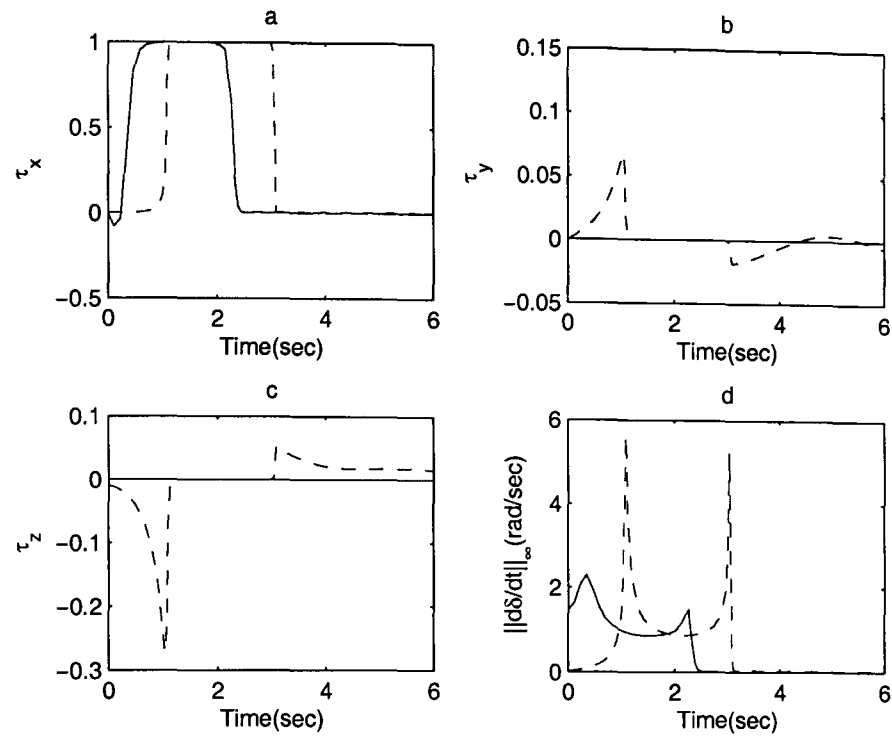 a
1
0.5
0
−0.5
τx
0 2 4 6
Time(sec)
b
0.15
0.1
0.05
0
−0.05
τy
0 2 4 6
Time(sec)
c
0.1
0
−0.1
−0.2
−0.3
τz
0 2 4 6
Time(sec)
d
6
4
2
0
||dδ/dt||∞(rad/sec)
0 2 4 6
Time(sec)